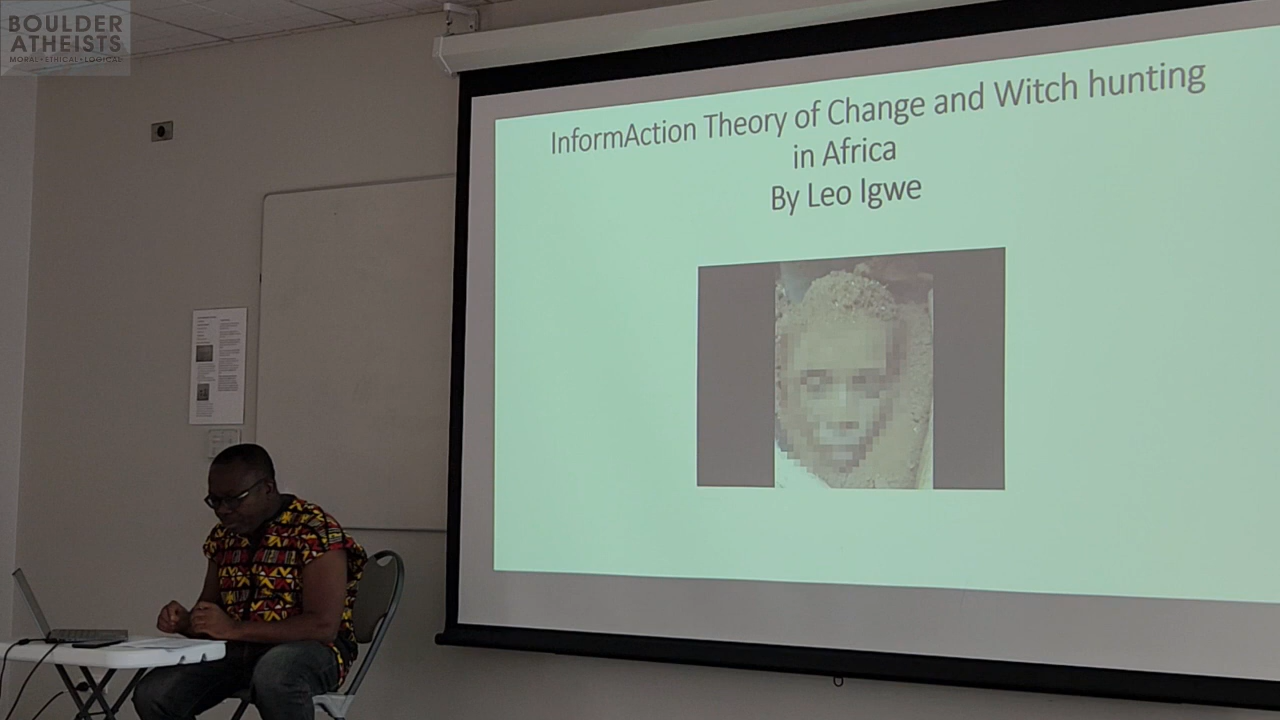 BOULDER
ATHEISTS
MORAL•ETHICAL•LOGICAL
InformAction Theory of Change and Witch hunting
in Africa
By Leo Igwe